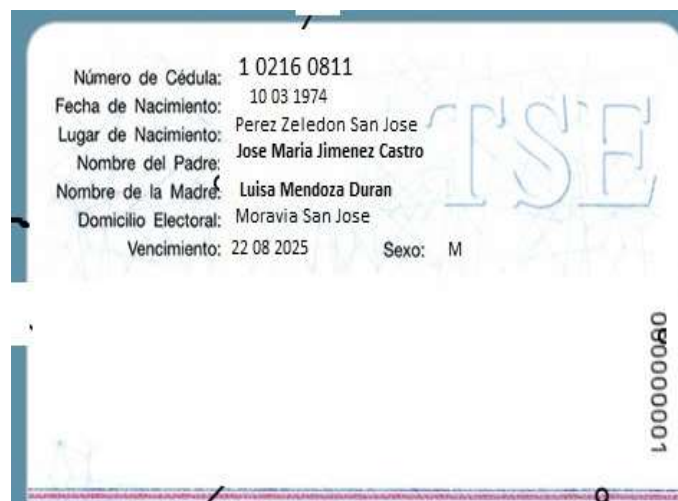 Número de Cédula: 1 0216 0811
Fecha de Nacimiento: 10 03 1974
Lugar de Nacimiento: Perez Zeledon San Jose
Nombre del Padre: Jose Maria Jimenez Castro
Nombre de la Madre: Luisa Mendoza Duran
Domicilio Electoral: Moravia San Jose
Vencimiento: 22 08 2025 Sexo: M
TSE
000000001